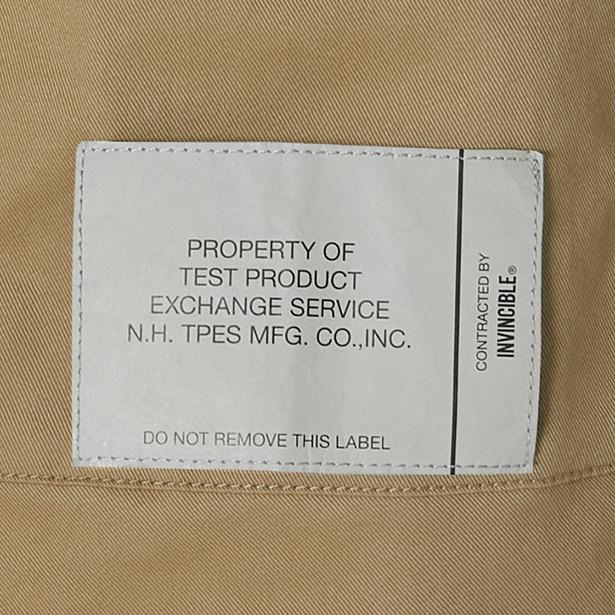 PROPERTY OF
TEST PRODUCT
EXCHANGE SERVICE
N.H. TPES MFG. CO.,INC.
DO NOT REMOVE THIS LABEL
CONTRACTED BY
INVINCIBLE®